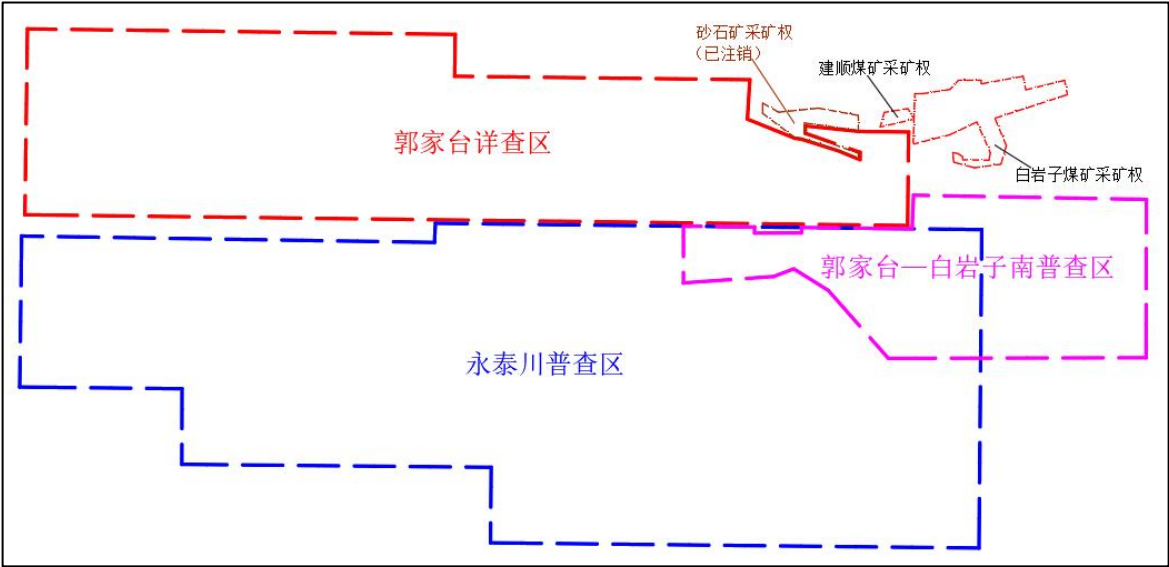 砂石矿采矿权
（已注销）
建顺煤矿采矿权
郭家台详查区
白岩子煤矿采矿权
郭家台—白岩子南普查区
永泰川普查区